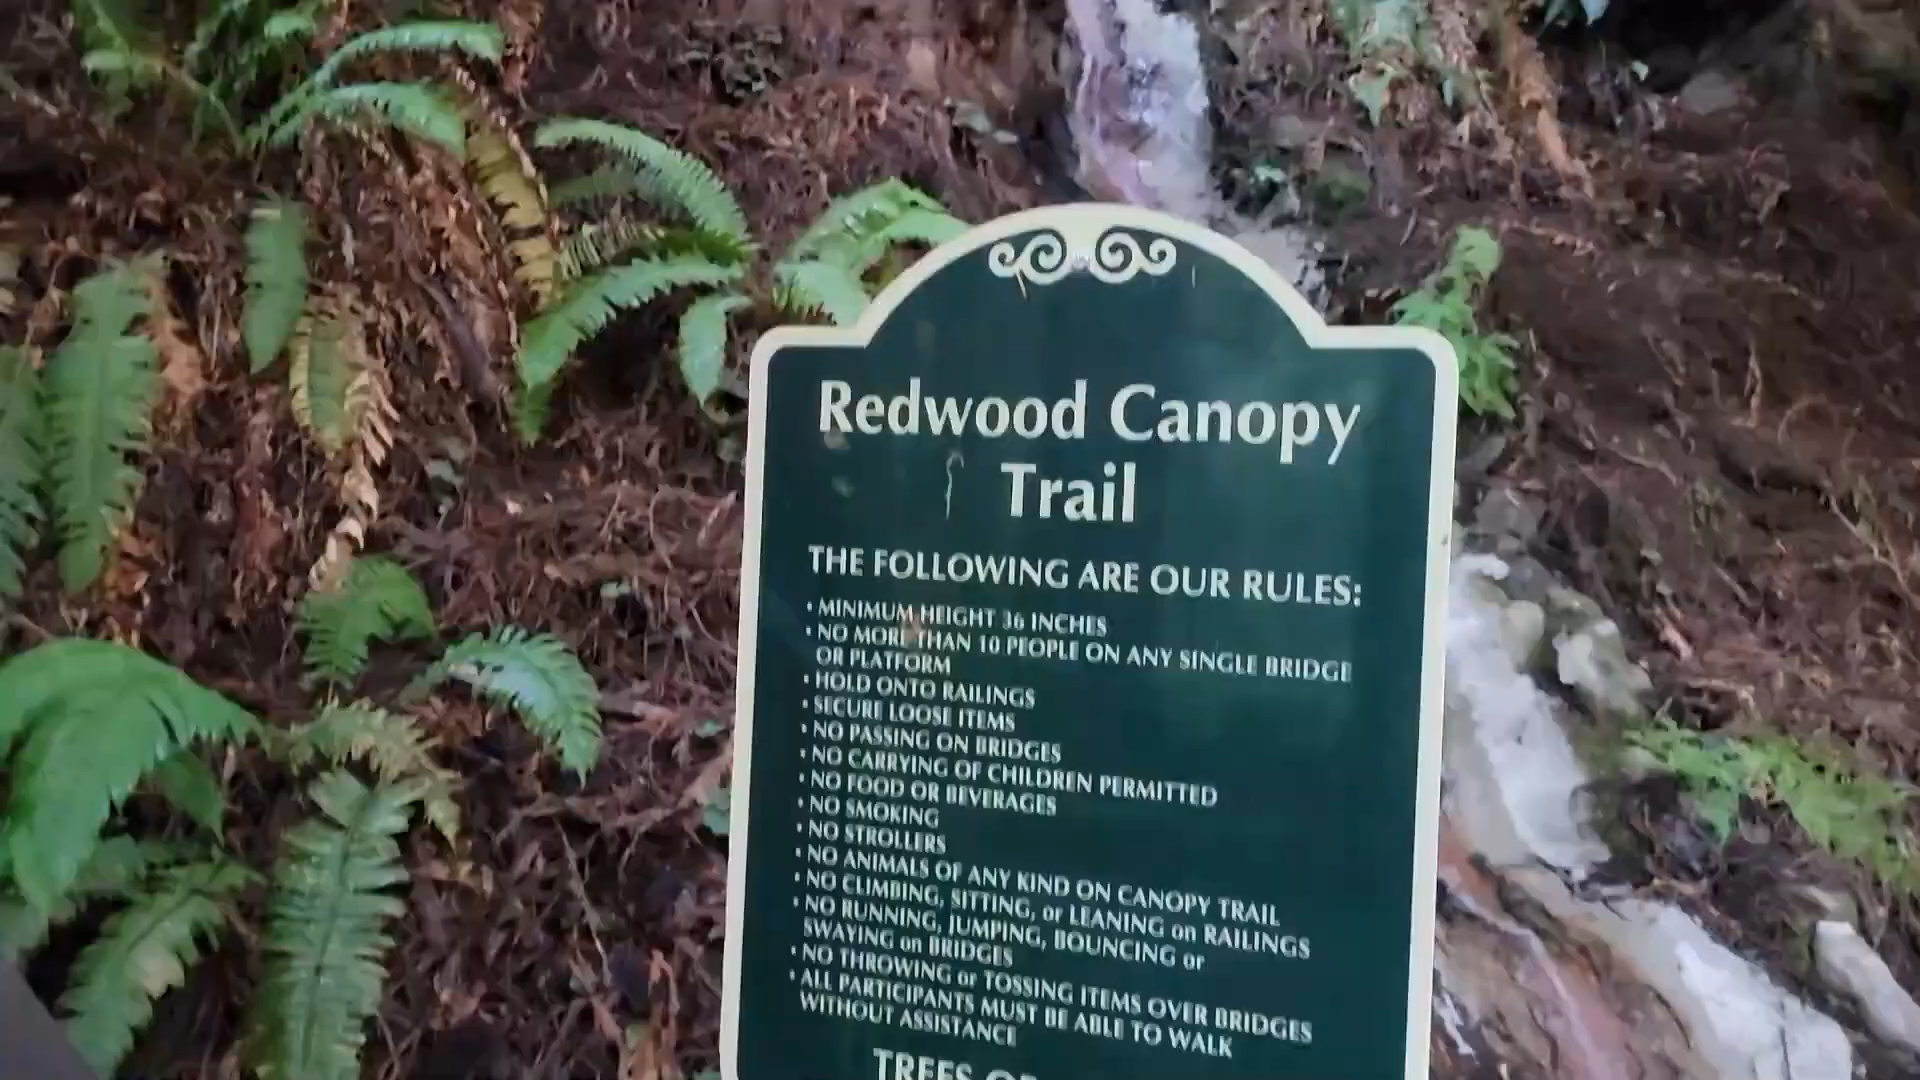 Redwood Canopy
Trail
THE FOLLOWING ARE OUR RULES:
• MINIMUM HEIGHT 36 INCHES
• NO MORE THAN 10 PEOPLE ON ANY SINGLE BRIDGE
OR PLATFORM
• HOLD ONTO RAILINGS
• SECURE LOOSE ITEMS
• NO PASSING ON BRIDGES
• NO CARRYING OF CHILDREN PERMITTED
• NO FOOD OR BEVERAGES
• NO SMOKING
• NO STROLLERS
• NO ANIMALS OF ANY KIND ON CANOPY TRAIL
• NO CLIMBING, SITTING, or LEANING on RAILINGS
• NO RUNNING, JUMPING, BOUNCING or
SWAYING on BRIDGES
• NO THROWING or TOSSING ITEMS OVER BRIDGES
• ALL PARTICIPANTS MUST BE ABLE TO WALK
WITHOUT ASSISTANCE
TREES OF